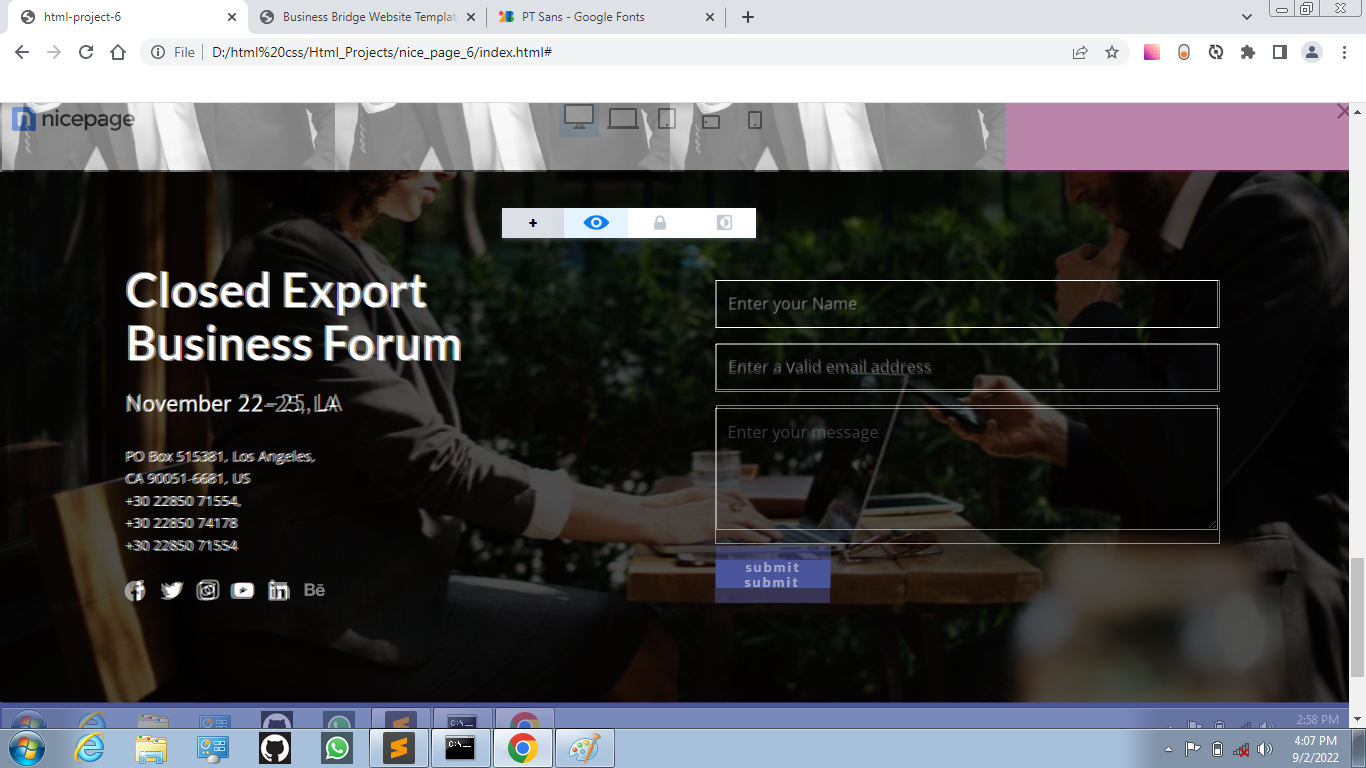 html-project-6
Business Bridge Website Templat
PT Sans - Google Fonts
File
D:/html%20css/Html_Projects/nice_page_6/index.html#
nicepage
Closed Export
Business Forum
November 22–25, LA
PO Box 515381, Los Angeles,
CA 90051-6681, US
+30 22850 71554,
+30 22850 74178
+30 22850 71554
Bē
Enter your Name
Enter a valid email address
Enter your message
submit
submit
2:58 PM
4:07 PM
9/2/2022